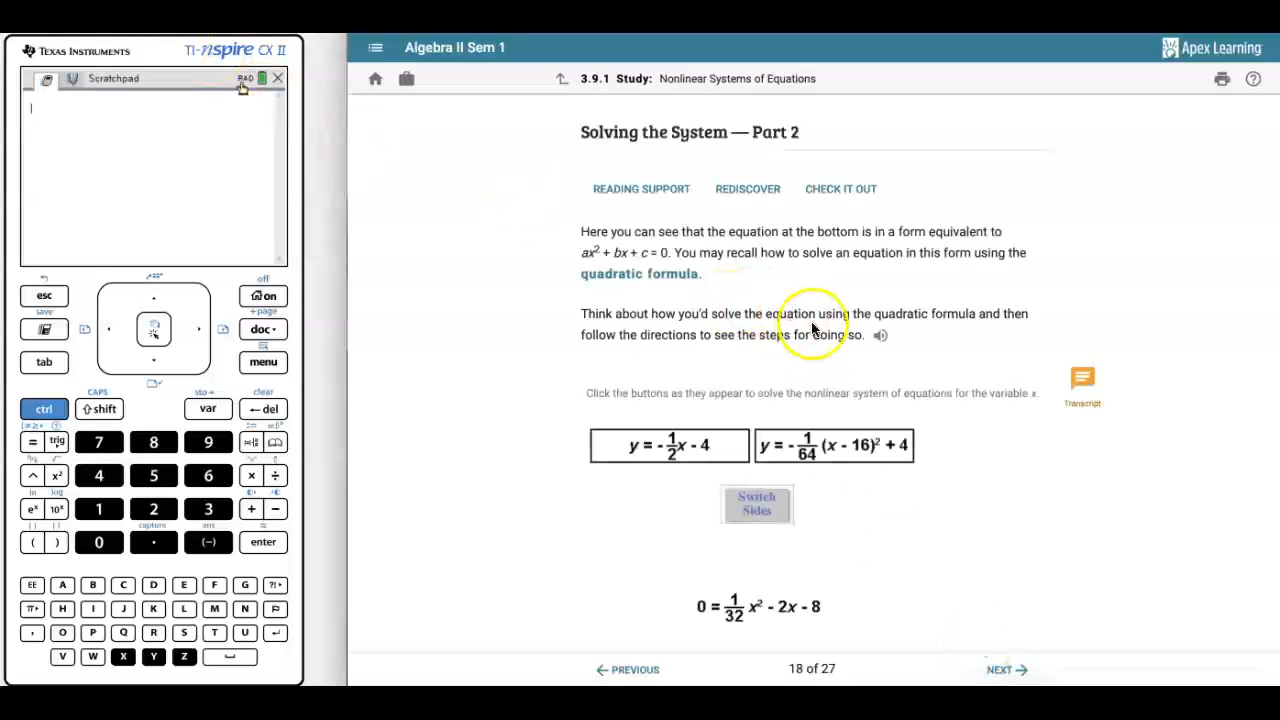 TEXAS INSTRUMENTS TI-nspire CX II
Scratchpad RAD
esc off
save on
+page
doc
tab menu
CAPS sto→ clear
ctrl shift var del
= trig 7 8 9
^ x² 4 5 6 × ÷
ln log
eˣ 10ˣ 1 2 3 + −
capture ans
( ) 0 . (−) enter
EE A B C D E F G ?!
π H I J K L M N
, O P Q R S T U
V W X Y Z
Algebra II Sem 1 Apex Learning
3.9.1 Study: Nonlinear Systems of Equations
Solving the System — Part 2
READING SUPPORT REDISCOVER CHECK IT OUT
Here you can see that the equation at the bottom is in a form equivalent to
ax² + bx + c = 0. You may recall how to solve an equation in this form using the
quadratic formula.
Think about how you'd solve the equation using the quadratic formula and then
follow the directions to see the steps for doing so.
Click the buttons as they appear to solve the nonlinear system of equations for the variable x.
Transcript
y = -1/2x - 4 y = -1/64 (x - 16)² + 4
Switch
Sides
0 = 1/32 x² - 2x - 8
PREVIOUS 18 of 27 NEXT